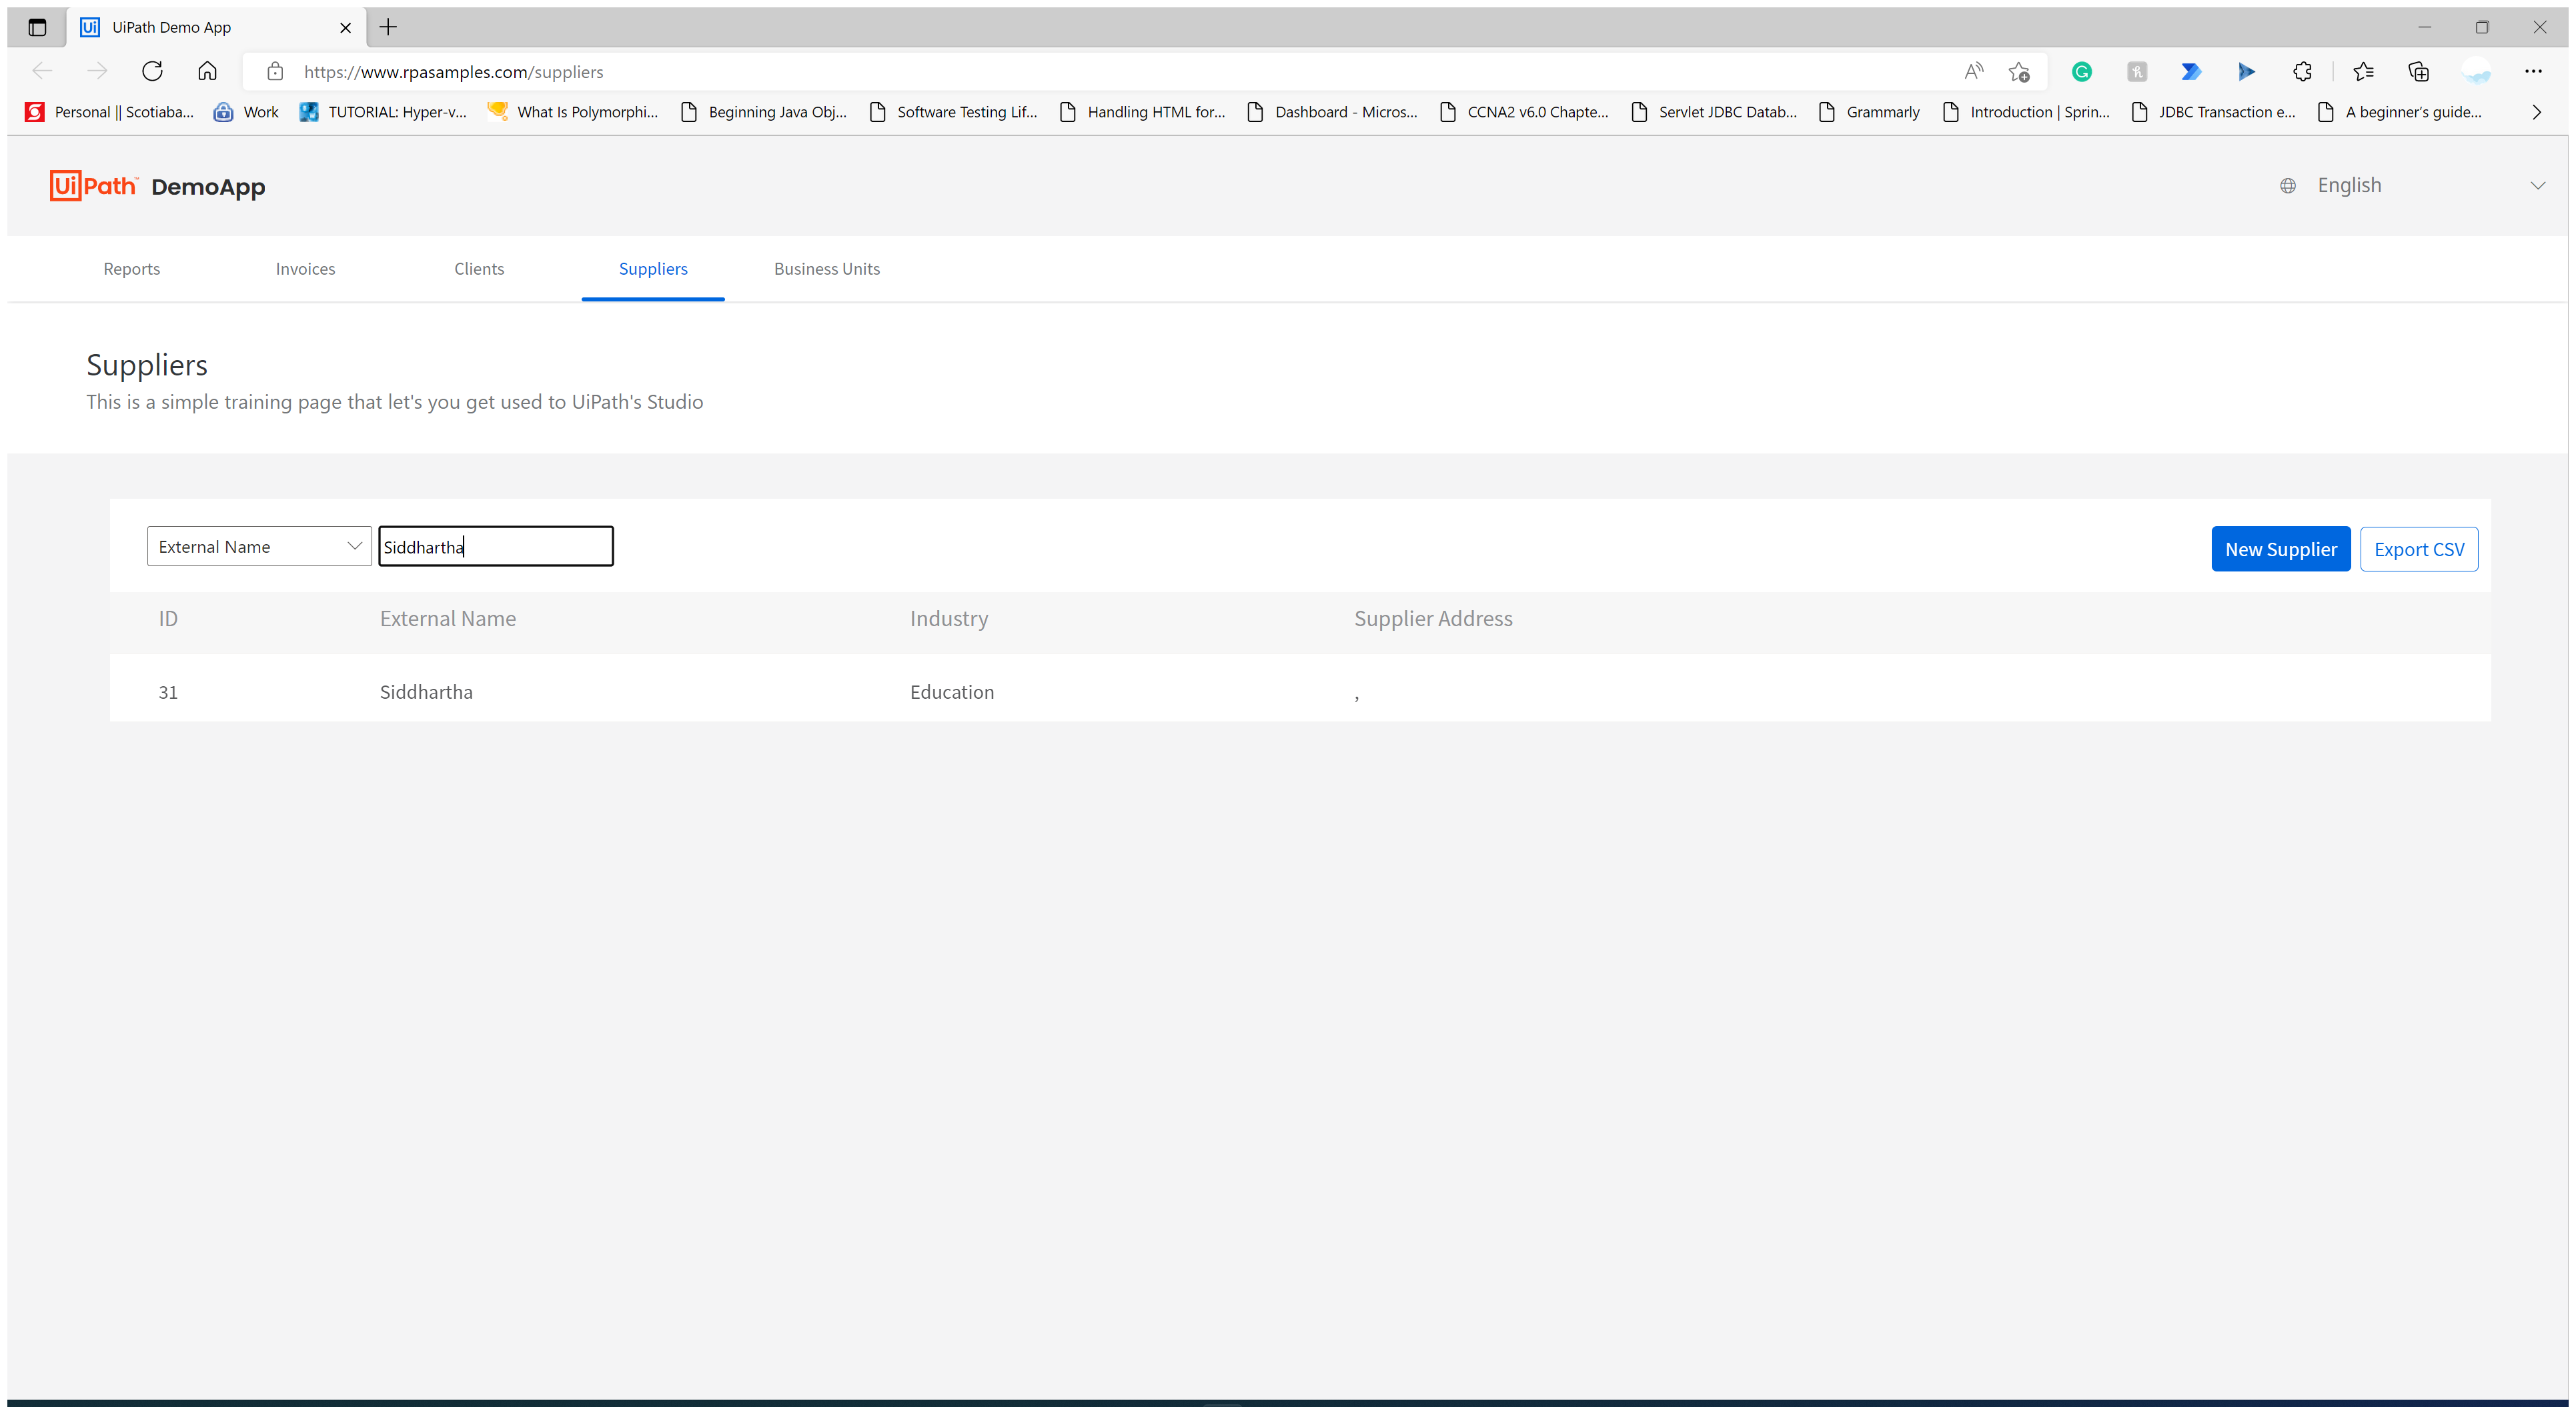 UiPath Demo App
https://www.rpasamples.com/suppliers
Personal || Scotiaba... Work TUTORIAL: Hyper-v... What Is Polymorphi... Beginning Java Obj... Software Testing Lif... Handling HTML for... Dashboard - Micros... CCNA2 v6.0 Chapte... Servlet JDBC Datab... Grammarly Introduction | Sprin... JDBC Transaction e... A beginner's guide...
UiPath™ DemoApp English
Reports Invoices Clients Suppliers Business Units
Suppliers
This is a simple training page that let's you get used to UiPath's Studio
External Name Siddhartha New Supplier Export CSV
ID External Name Industry Supplier Address
31 Siddhartha Education ,